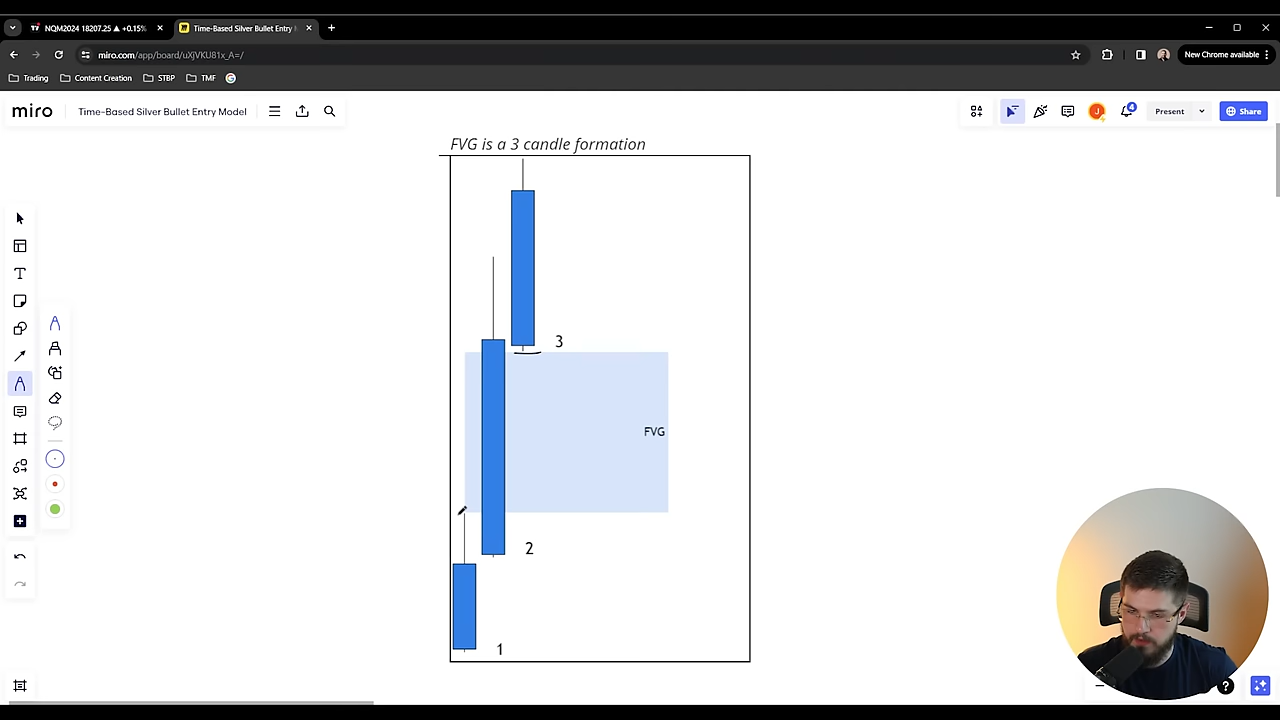 NQM2024 18207.25 ▲ +0.15%
Time-Based Silver Bullet Entry
miro.com/app/board/uXjVKU81x_A=/
New Chrome available
Trading
Content Creation
STBP
TMF
G
miro
Time-Based Silver Bullet Entry Model
J
4
Present
Share
FVG is a 3 candle formation
3
FVG
2
1
T
?